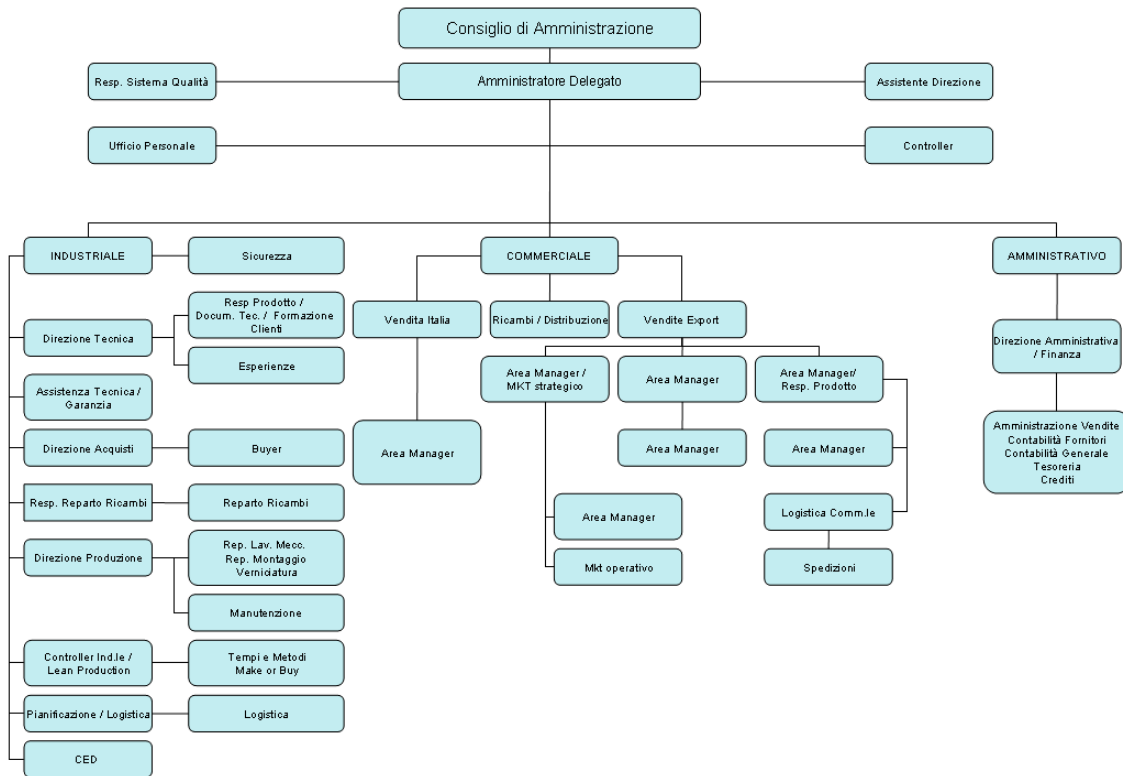 Consiglio di Amministrazione
Resp. Sistema Qualità
Amministratore Delegato
Assistente Direzione
Ufficio Personale
Controller
INDUSTRIALE
Sicurezza
COMMERCIALE
AMMINISTRATIVO
Resp Prodotto /
Docum. Tec. / Formazione
Clienti
Vendita Italia
Ricambi / Distribuzione
Vendite Export
Direzione Tecnica
Direzione Amministrativa
/ Finanza
Esperienze
Area Manager /
MKT strategico
Area Manager
Area Manager/
Resp. Prodotto
Assistenza Tecnica /
Garanzia
Direzione Acquisti
Buyer
Area Manager
Area Manager
Area Manager
Amministrazione Vendite
Contabilità Fornitori
Contabilità Generale
Tesoreria
Crediti
Resp. Reparto Ricambi
Reparto Ricambi
Area Manager
Logistica Comm.le
Direzione Produzione
Rep. Lav. Mecc.
Rep. Montaggio
Verniciatura
Mkt operativo
Spedizioni
Manutenzione
Controller Ind.le /
Lean Production
Tempi e Metodi
Make or Buy
Pianificazione / Logistica
Logistica
CED